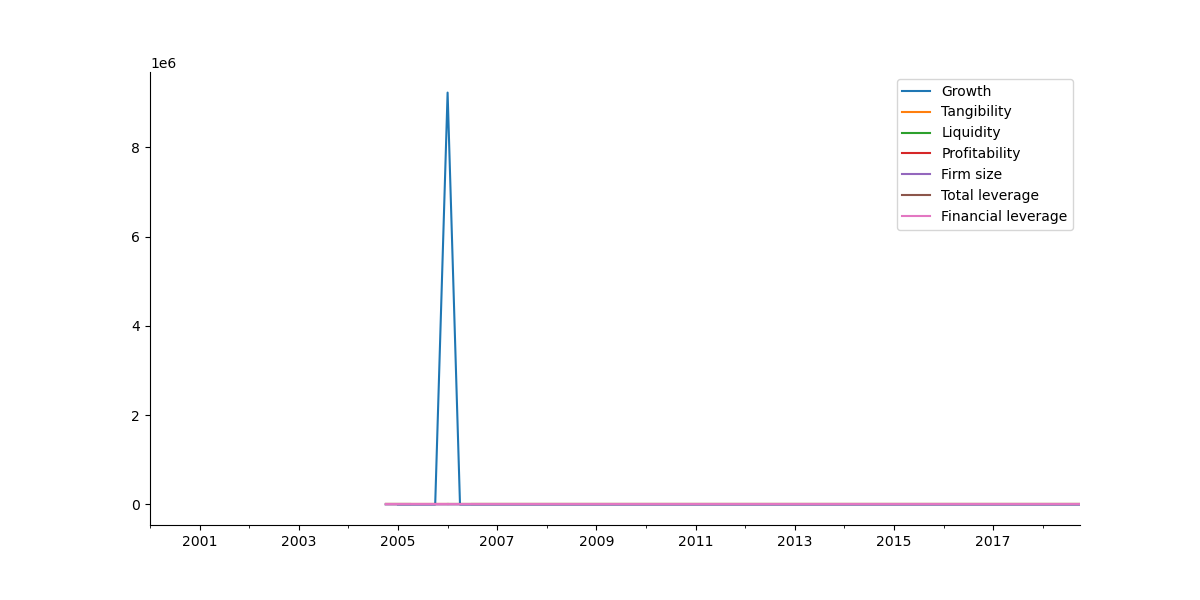 1e6
8
6
4
2
0
2001 2003 2005 2007 2009 2011 2013 2015 2017
Growth
Tangibility
Liquidity
Profitability
Firm size
Total leverage
Financial leverage